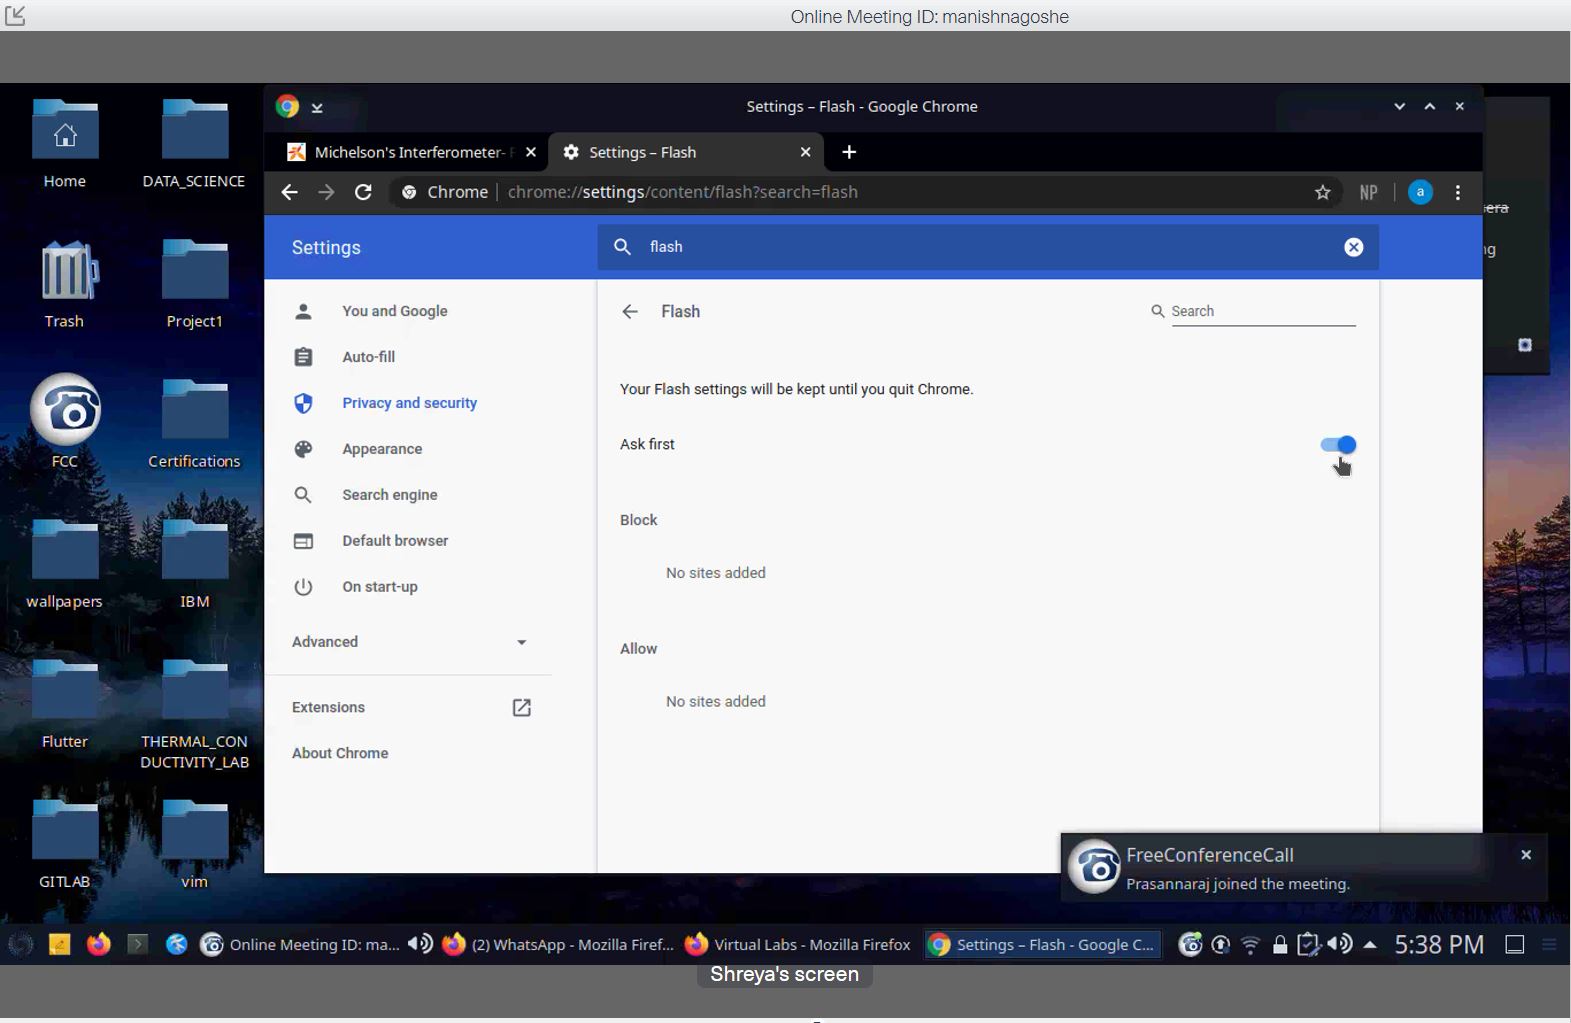 Online Meeting ID: manishnagoshe
Settings – Flash - Google Chrome
Michelson's Interferometer-
Settings – Flash
Chrome
chrome://settings/content/flash?search=flash
NP
a
Settings
flash
You and Google
Auto-fill
Privacy and security
Appearance
Search engine
Default browser
On start-up
Advanced
Extensions
About Chrome
Flash
Search
Your Flash settings will be kept until you quit Chrome.
Ask first
Block
No sites added
Allow
No sites added
Home
DATA_SCIENCE
Trash
Project1
FCC
Certifications
wallpapers
IBM
Flutter
THERMAL_CON
DUCTIVITY_LAB
GITLAB
vim
FreeConferenceCall
Prasannaraj joined the meeting.
Online Meeting ID: ma...
(2) WhatsApp - Mozilla Firef...
Virtual Labs - Mozilla Firefox
Settings – Flash - Google C...
5:38 PM
Shreya's screen